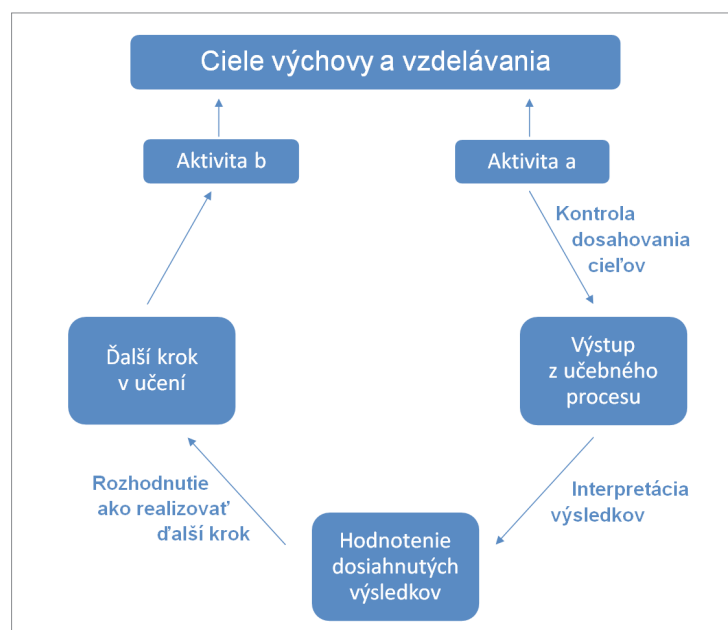 Ciele výchovy a vzdelávania
Aktivita b
Aktivita a
Kontrola
dosahovania
cieľov
Ďalší krok
v učení
Výstup
z učebného
procesu
Rozhodnutie
ako realizovať
ďalší krok
Interpretácia
výsledkov
Hodnotenie
dosiahnutých
výsledkov